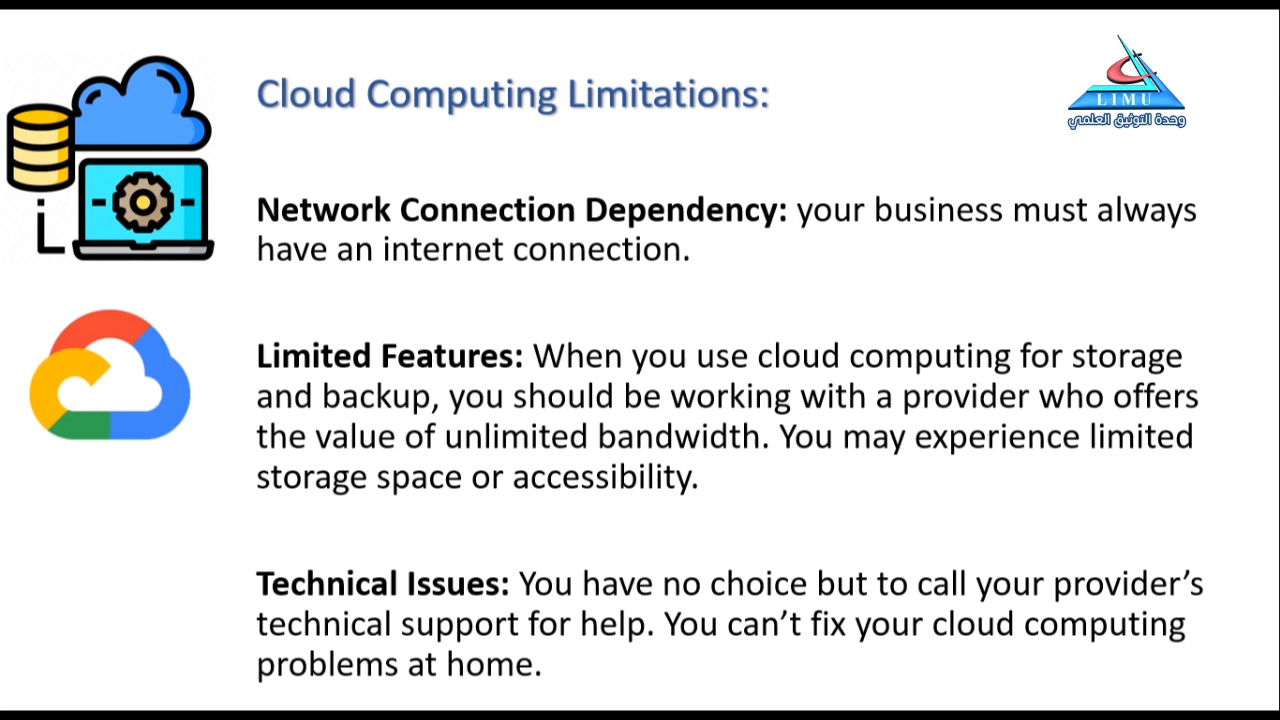 Cloud Computing Limitations:
LIMU
وحدة التوثيق العلمي
Network Connection Dependency: your business must always
have an internet connection.
Limited Features: When you use cloud computing for storage
and backup, you should be working with a provider who offers
the value of unlimited bandwidth. You may experience limited
storage space or accessibility.
Technical Issues: You have no choice but to call your provider’s
technical support for help. You can’t fix your cloud computing
problems at home.